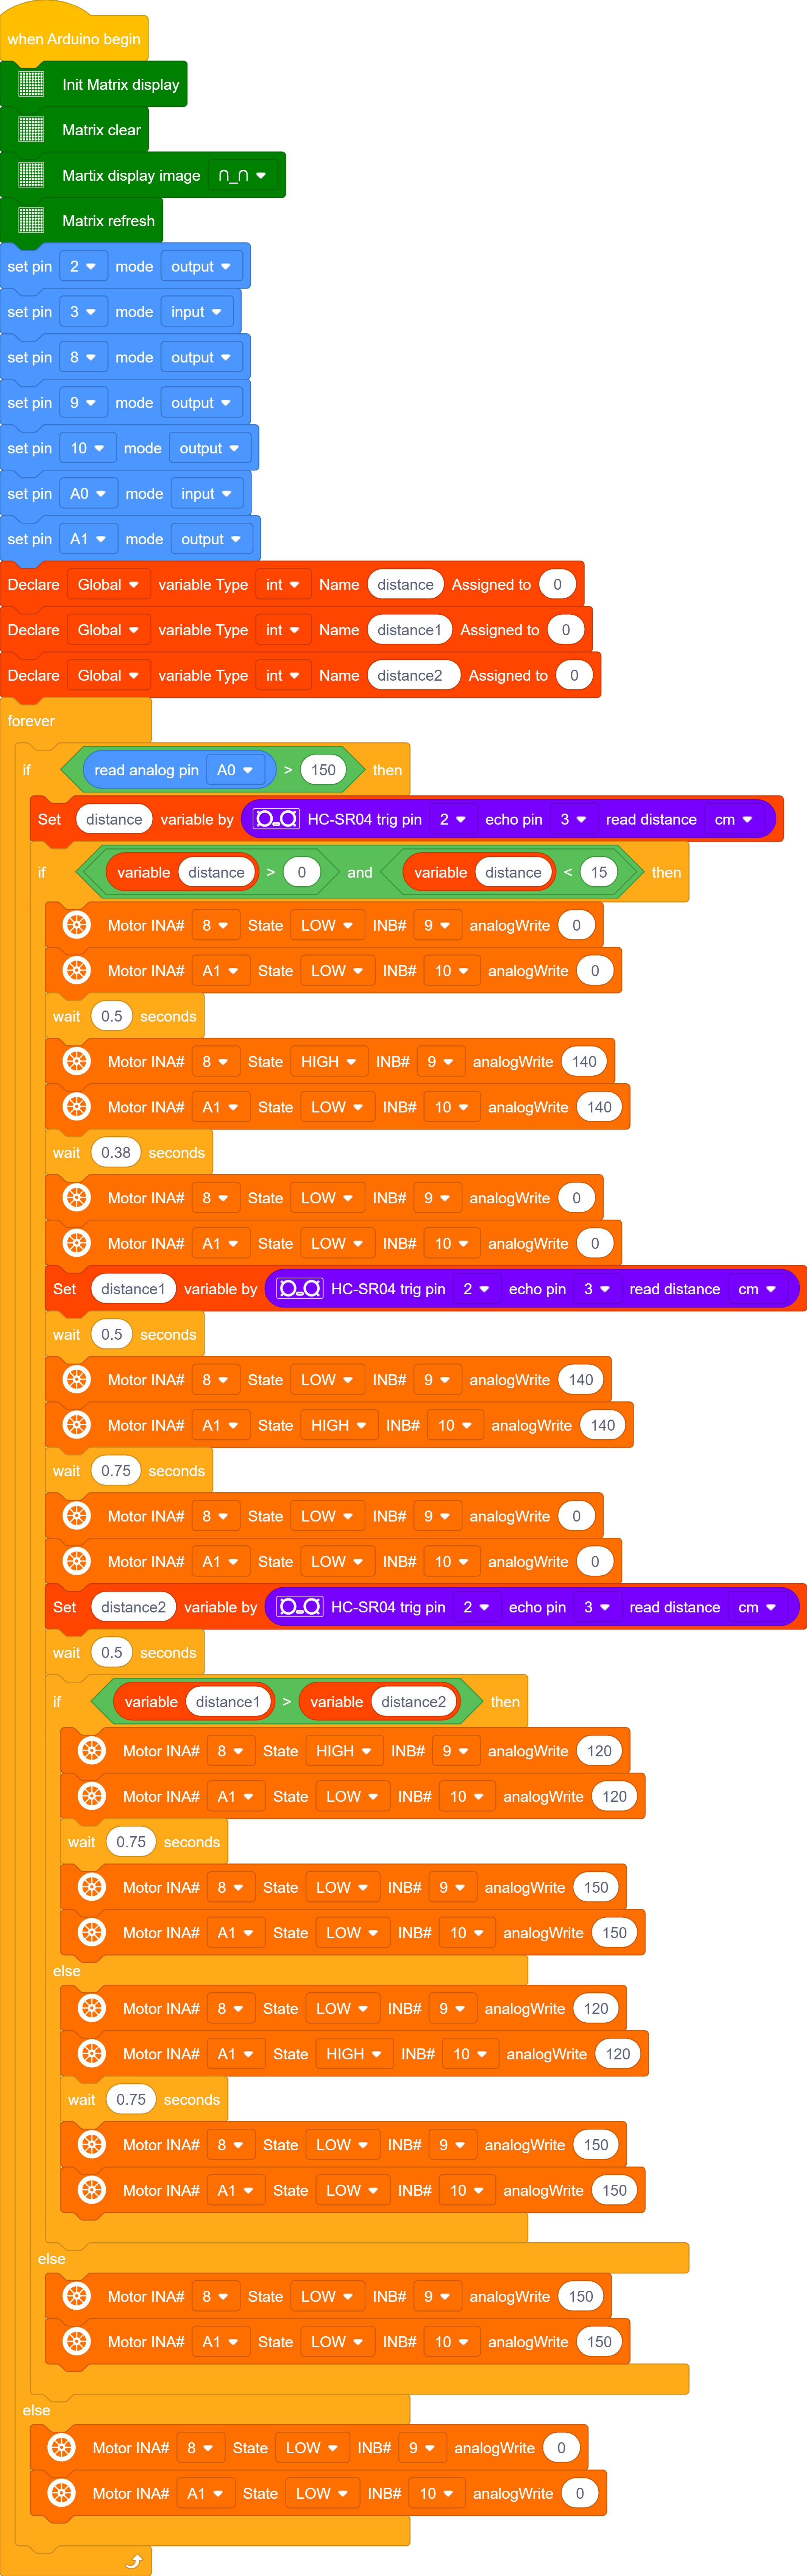 when Arduino begin
Init Matrix display
Matrix clear
Martix display image ∩_∩
Matrix refresh
set pin 2 mode output
set pin 3 mode input
set pin 8 mode output
set pin 9 mode output
set pin 10 mode output
set pin A0 mode input
set pin A1 mode output
Declare Global variable Type int Name distance Assigned to 0
Declare Global variable Type int Name distance1 Assigned to 0
Declare Global variable Type int Name distance2 Assigned to 0
forever
if read analog pin A0 > 150 then
Set distance variable by HC-SR04 trig pin 2 echo pin 3 read distance cm
if variable distance > 0 and variable distance < 15 then
Motor INA# 8 State LOW INB# 9 analogWrite 0
Motor INA# A1 State LOW INB# 10 analogWrite 0
wait 0.5 seconds
Motor INA# 8 State HIGH INB# 9 analogWrite 140
Motor INA# A1 State LOW INB# 10 analogWrite 140
wait 0.38 seconds
Motor INA# 8 State LOW INB# 9 analogWrite 0
Motor INA# A1 State LOW INB# 10 analogWrite 0
Set distance1 variable by HC-SR04 trig pin 2 echo pin 3 read distance cm
wait 0.5 seconds
Motor INA# 8 State LOW INB# 9 analogWrite 140
Motor INA# A1 State HIGH INB# 10 analogWrite 140
wait 0.75 seconds
Motor INA# 8 State LOW INB# 9 analogWrite 0
Motor INA# A1 State LOW INB# 10 analogWrite 0
Set distance2 variable by HC-SR04 trig pin 2 echo pin 3 read distance cm
wait 0.5 seconds
if variable distance1 > variable distance2 then
Motor INA# 8 State HIGH INB# 9 analogWrite 120
Motor INA# A1 State LOW INB# 10 analogWrite 120
wait 0.75 seconds
Motor INA# 8 State LOW INB# 9 analogWrite 150
Motor INA# A1 State LOW INB# 10 analogWrite 150
else
Motor INA# 8 State LOW INB# 9 analogWrite 120
Motor INA# A1 State HIGH INB# 10 analogWrite 120
wait 0.75 seconds
Motor INA# 8 State LOW INB# 9 analogWrite 150
Motor INA# A1 State LOW INB# 10 analogWrite 150
else
Motor INA# 8 State LOW INB# 9 analogWrite 150
Motor INA# A1 State LOW INB# 10 analogWrite 150
else
Motor INA# 8 State LOW INB# 9 analogWrite 0
Motor INA# A1 State LOW INB# 10 analogWrite 0